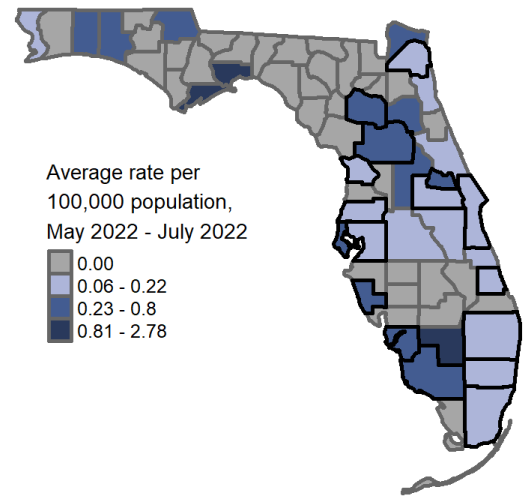 Average rate per
100,000 population,
May 2022 - July 2022
0.00
0.06 - 0.22
0.23 - 0.8
0.81 - 2.78